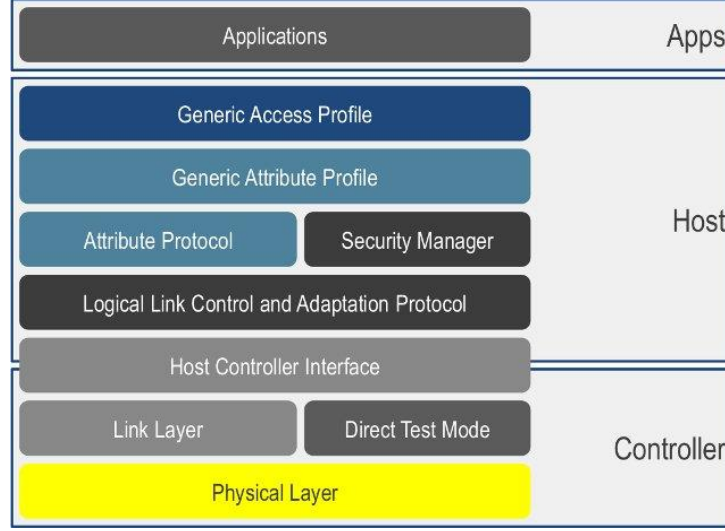 Applications
Apps
Generic Access Profile
Generic Attribute Profile
Host
Attribute Protocol
Security Manager
Logical Link Control and Adaptation Protocol
Host Controller Interface
Link Layer
Direct Test Mode
Controller
Physical Layer